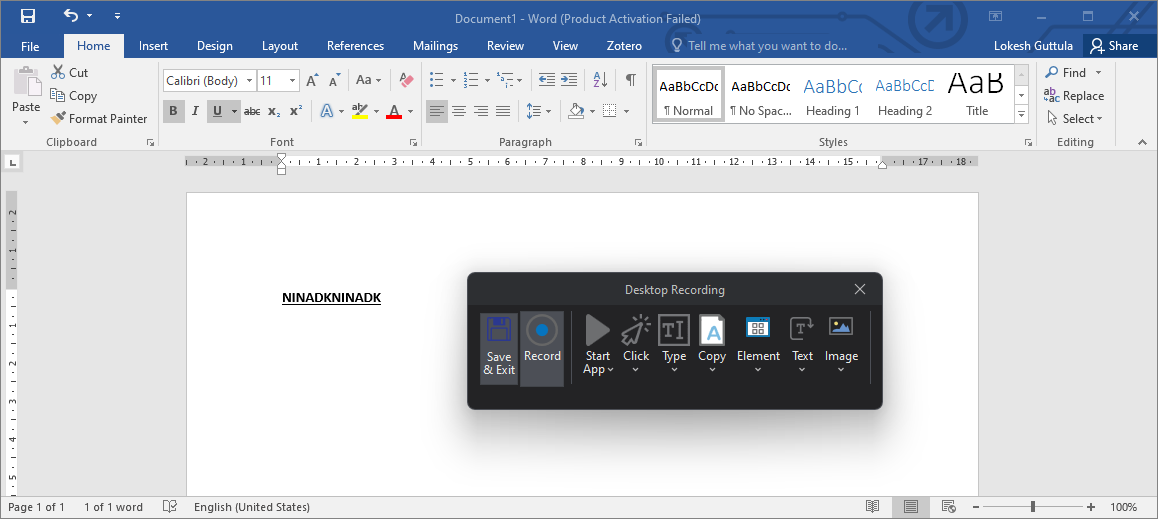 Document1 - Word (Product Activation Failed)
File Home Insert Design Layout References Mailings Review View Zotero Tell me what you want to do... Lokesh Guttula Share
Paste
Cut
Copy
Format Painter
Clipboard
Calibri (Body) 11
B I U abc x₂ x² A A
Font
Paragraph
AaBbCcDc AaBbCcDc AaBbCc AaBbCcD AaB
¶ Normal ¶ No Spac... Heading 1 Heading 2 Title
Styles
Find
Replace
Select
Editing
2 1 1 2 3 4 5 6 7 8 9 10 11 12 13 14 15 17 18
NINADKNINADK
Desktop Recording
Save & Exit
Record
Start App
Click
Type
Copy
Element
Text
Image
Page 1 of 1 1 of 1 word English (United States) 100%